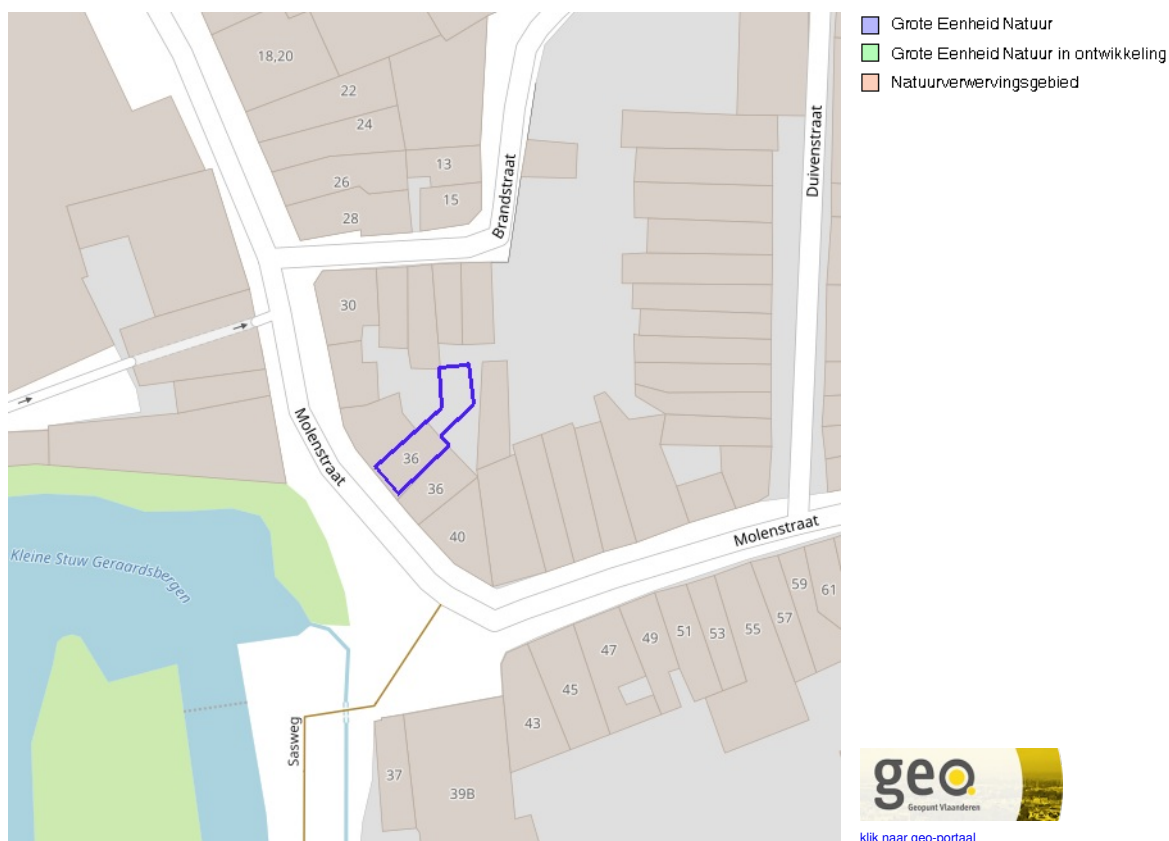 Grote Eenheid Natuur
Grote Eenheid Natuur in ontwikkeling
Natuurverwervingsgebied
18,20
22
24
26
28
13
15
Brandstraat
Duivenstraat
30
Molenstraat
36
36
40
Molenstraat
Kleine Stuw Geraardsbergen
59
61
57
55
53
51
49
47
45
43
Sasweg
37
39B
geo
Geopunt Vlaanderen
klik naar geo-portaal